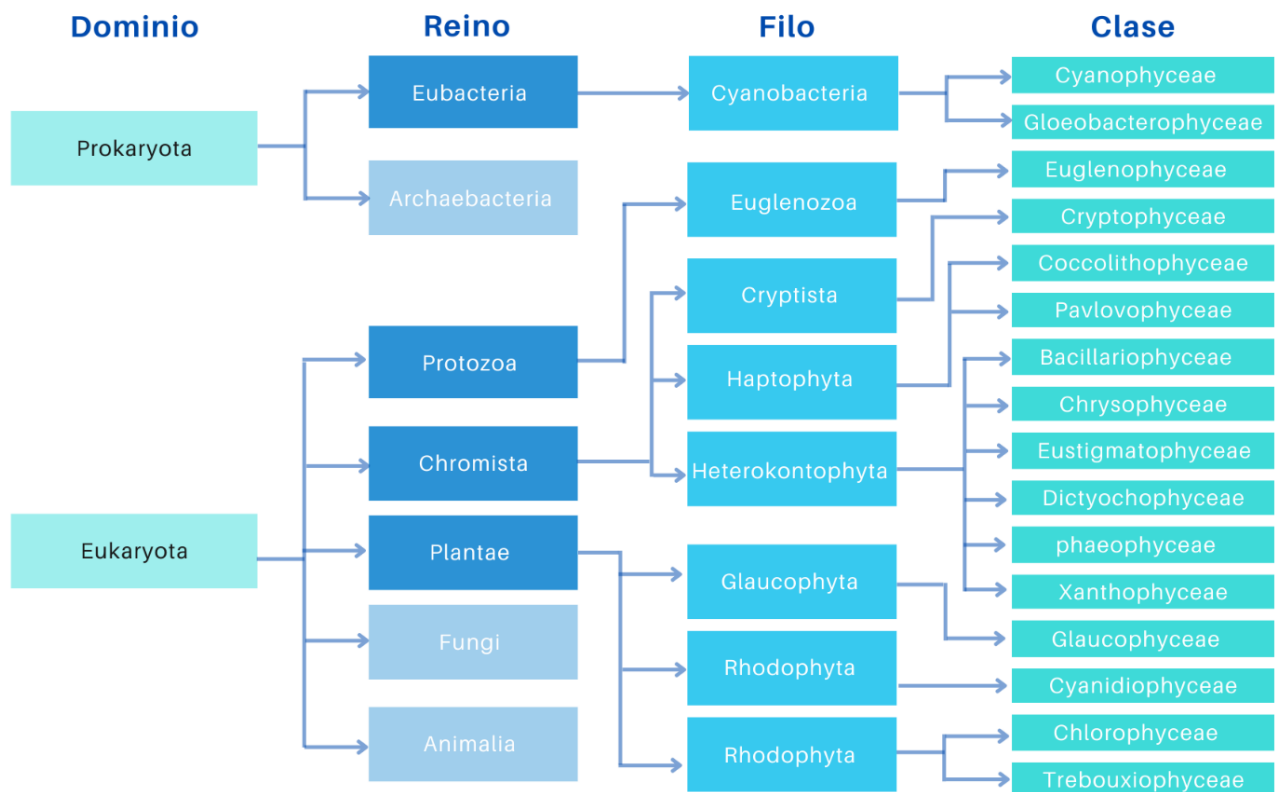 Dominio
Reino
Filo
Clase
Prokaryota
Eukaryota
Eubacteria
Archaebacteria
Protozoa
Chromista
Plantae
Fungi
Animalia
Cyanobacteria
Euglenozoa
Cryptista
Haptophyta
Heterokontophyta
Glaucophyta
Rhodophyta
Rhodophyta
Cyanophyceae
Gloeobacterophyceae
Euglenophyceae
Cryptophyceae
Coccolithophyceae
Pavlovophyceae
Bacillariophyceae
Chrysophyceae
Eustigmatophyceae
Dictyochophyceae
phaeophyceae
Xanthophyceae
Glaucophyceae
Cyanidiophyceae
Chlorophyceae
Trebouxiophyceae